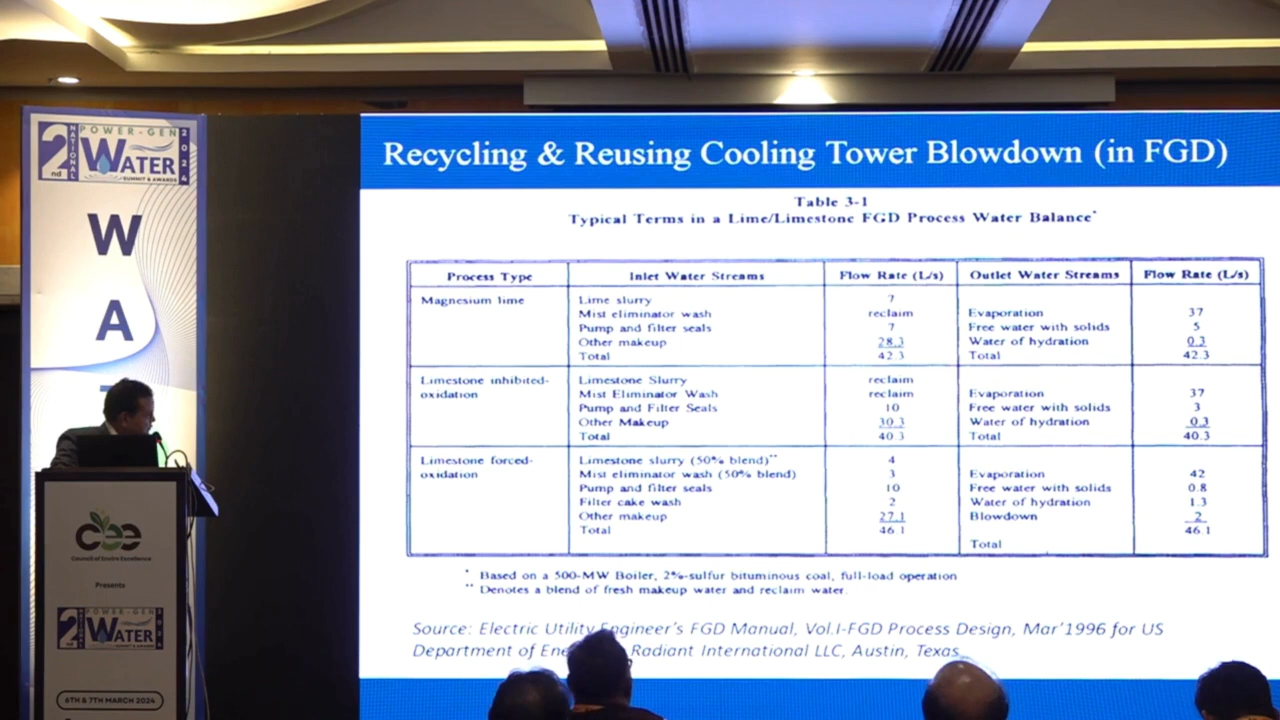 2nd NATIONAL POWER-GEN WATER SUMMIT & AWARDS 2024
W
A
Recycling & Reusing Cooling Tower Blowdown (in FGD)
Table 3-1
Typical Terms in a Lime/Limestone FGD Process Water Balance*
Process Type Inlet Water Streams Flow Rate (L/s) Outlet Water Streams Flow Rate (L/s)
Magnesium lime Lime slurry 7
Mist eliminator wash reclaim Evaporation 37
Pump and filter seals 7 Free water with solids 5
Other makeup 28.3 Water of hydration 0.3
Total 42.3 Total 42.3
Limestone inhibited- Limestone Slurry reclaim
oxidation Mist Eliminator Wash reclaim Evaporation 37
Pump and Filter Seals 10 Free water with solids 3
Other Makeup 30.3 Water of hydration 0.3
Total 40.3 Total 40.3
Limestone forced- Limestone slurry (50% blend)** 4
oxidation Mist eliminator wash (50% blend) 3 Evaporation 42
Pump and filter seals 10 Free water with solids 0.8
Filter cake wash 2 Water of hydration 1.3
Other makeup 27.1 Blowdown 2
Total 46.1 46.1
Total
* Based on a 500-MW Boiler, 2%-sulfur bituminous coal, full-load operation
** Denotes a blend of fresh makeup water and reclaim water.
Source: Electric Utility Engineer's FGD Manual, Vol.I-FGD Process Design, Mar'1996 for US
Department of Radiant International LLC, Austin, Texas
cee
Council of Enviro Excellence
Presents
2nd NATIONAL POWER-GEN WATER SUMMIT & AWARDS 2024
6TH & 7TH MARCH 2024